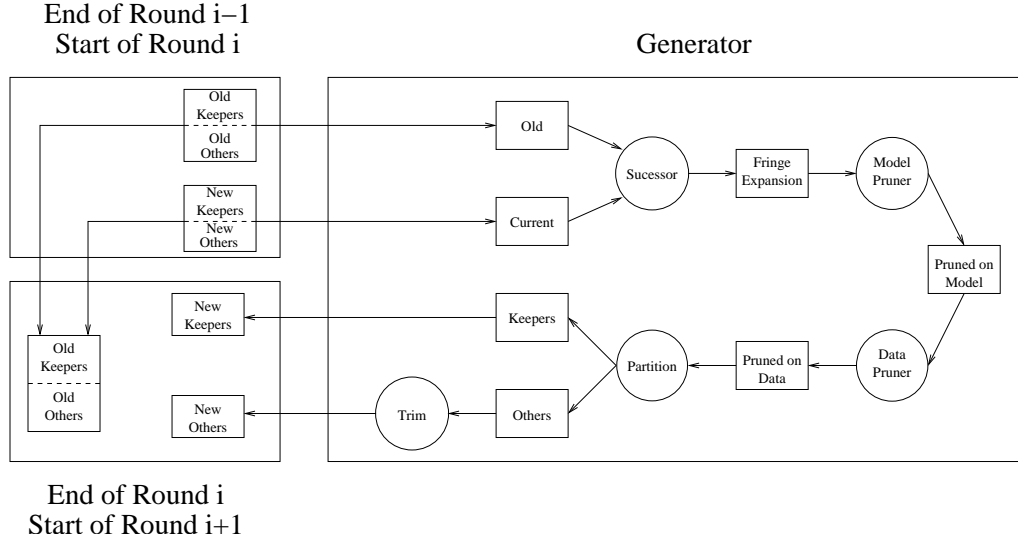 End of Round i–1
Start of Round i
Generator
Old
Keepers
Old
Others
New
Keepers
New
Others
Old
Current
Sucessor
Fringe
Expansion
Model
Pruner
Pruned on
Model
Data
Pruner
Pruned on
Data
Partition
Keepers
Others
Trim
New
Keepers
New
Others
Old
Keepers
Old
Others
End of Round i
Start of Round i+1